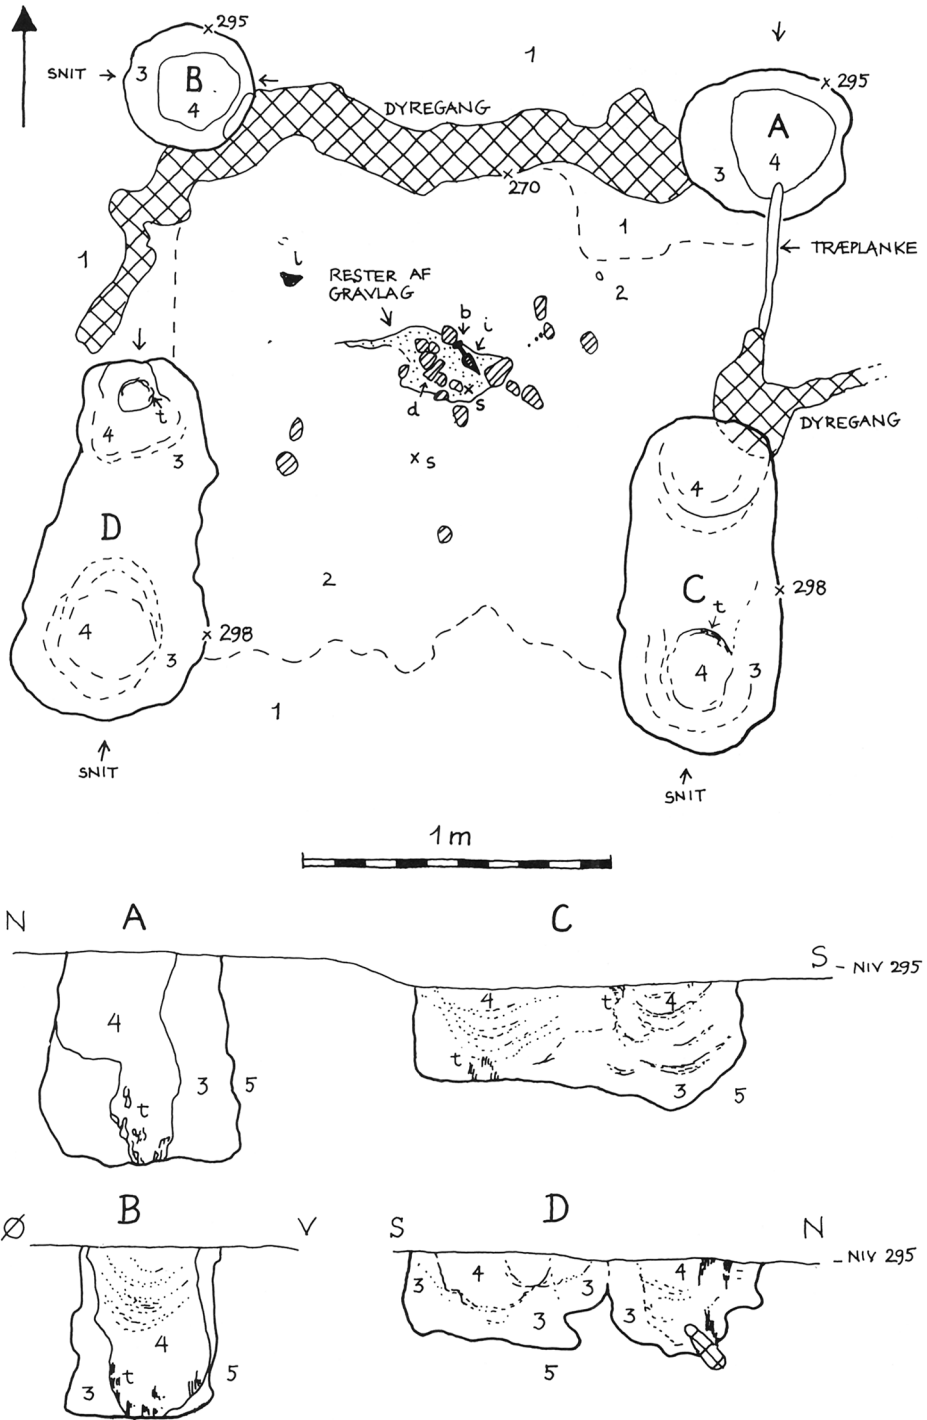 295
SNIT
3
B
4
1
DYREGANG
295
A
3
4
270
1
1
TRÆPLANKE
2
l
RESTER AF
GRAVLAG
b
i
d
s
s
t
4
3
DYREGANG
4
D
2
C
t
298
4
298
3
4
3
1
SNIT
SNIT
1 m
N
A
C
S
NIV 295
4
4
t
4
t
t
3
5
3
5
Ø
B
V
S
D
N
NIV 295
4
t
3
5
3
4
3
3
3
4
5